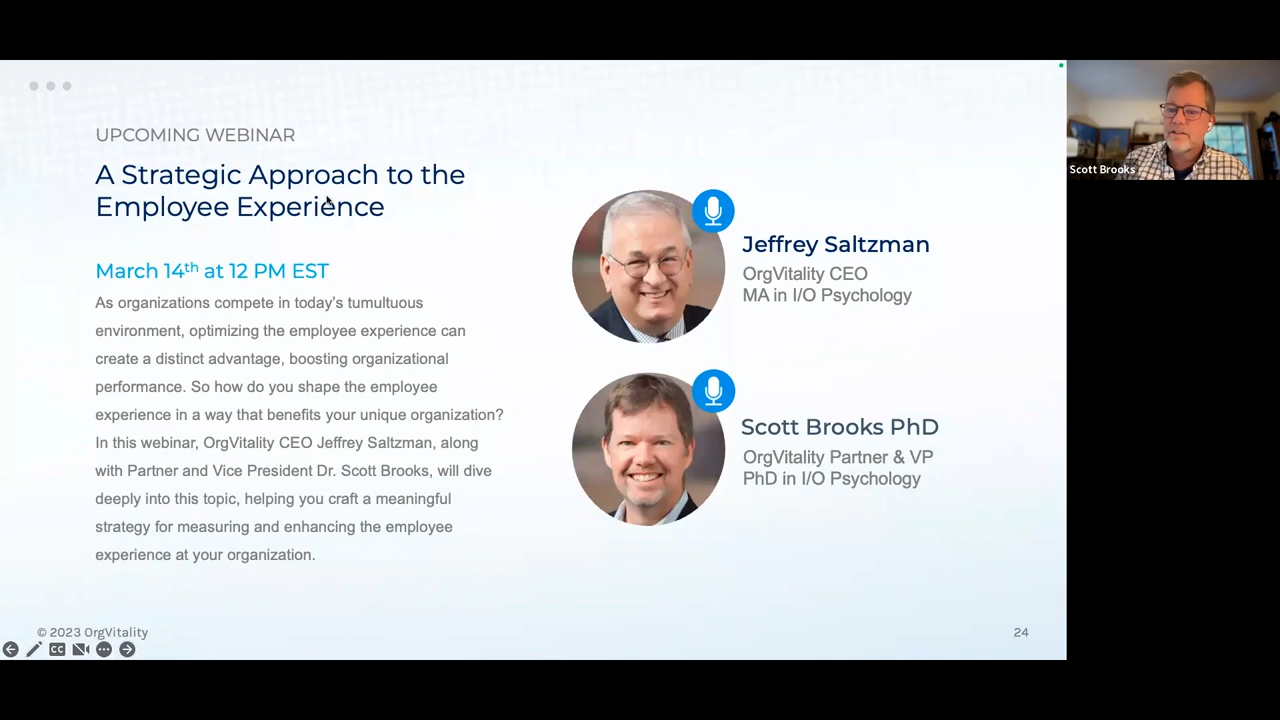 UPCOMING WEBINAR
A Strategic Approach to the
Employee Experience
March 14th at 12 PM EST
As organizations compete in today's tumultuous
environment, optimizing the employee experience can
create a distinct advantage, boosting organizational
performance. So how do you shape the employee
experience in a way that benefits your unique organization?
In this webinar, OrgVitality CEO Jeffrey Saltzman, along
with Partner and Vice President Dr. Scott Brooks, will dive
deeply into this topic, helping you craft a meaningful
strategy for measuring and enhancing the employee
experience at your organization.
Jeffrey Saltzman
OrgVitality CEO
MA in I/O Psychology
Scott Brooks PhD
OrgVitality Partner & VP
PhD in I/O Psychology
© 2023 OrgVitality
24
CC
Scott Brooks